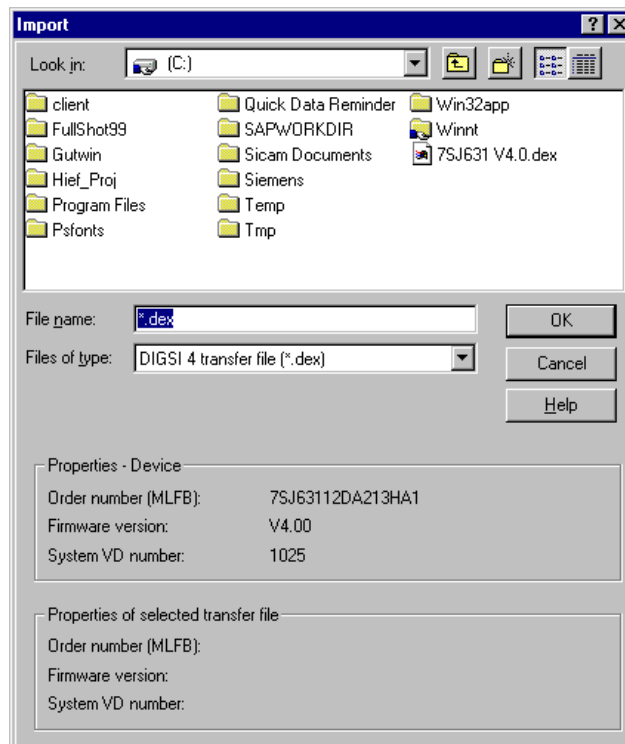 Import
Look in: (C:)
client Quick Data Reminder Win32app
FullShot99 SAPWORKDIR Winnt
Gutwin Sicam Documents 7SJ631 V4.0.dex
Hief_Proj Siemens
Program Files Temp
Psfonts Tmp
File name: *.dex OK
Files of type: DIGSI 4 transfer file (*.dex) Cancel
Help
Properties - Device
Order number (MLFB): 7SJ63112DA213HA1
Firmware version: V4.00
System VD number: 1025
Properties of selected transfer file
Order number (MLFB):
Firmware version:
System VD number: